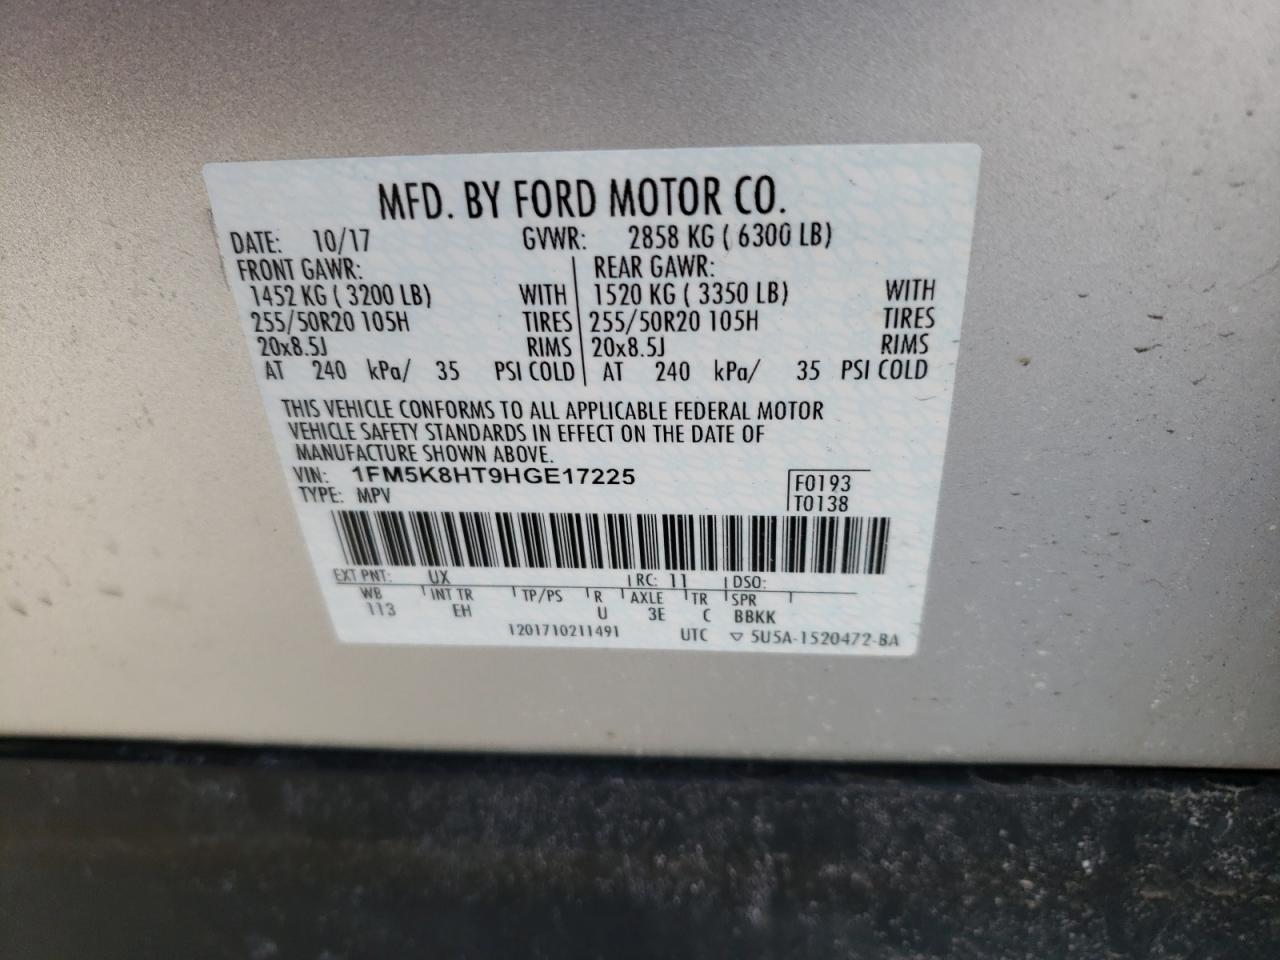 MFD. BY FORD MOTOR CO.
DATE: 10/17 GVWR: 2858 KG ( 6300 LB)
FRONT GAWR: REAR GAWR:
1452 KG ( 3200 LB) WITH 1520 KG ( 3350 LB) WITH
255/50R20 105H TIRES 255/50R20 105H TIRES
20x8.5J RIMS 20x8.5J RIMS
AT 240 kPa/ 35 PSI COLD AT 240 kPa/ 35 PSI COLD
THIS VEHICLE CONFORMS TO ALL APPLICABLE FEDERAL MOTOR
VEHICLE SAFETY STANDARDS IN EFFECT ON THE DATE OF
MANUFACTURE SHOWN ABOVE.
VIN: 1FM5K8HT9HGE17225 F0193
TYPE: MPV T0138
EXT PNT: UX RC: 11 DSO:
WB INT TR TP/PS R AXLE TR SPR
113 EH U 3E C BBKK
1201710211491 UTC ▽ 5U5A-1520472-BA